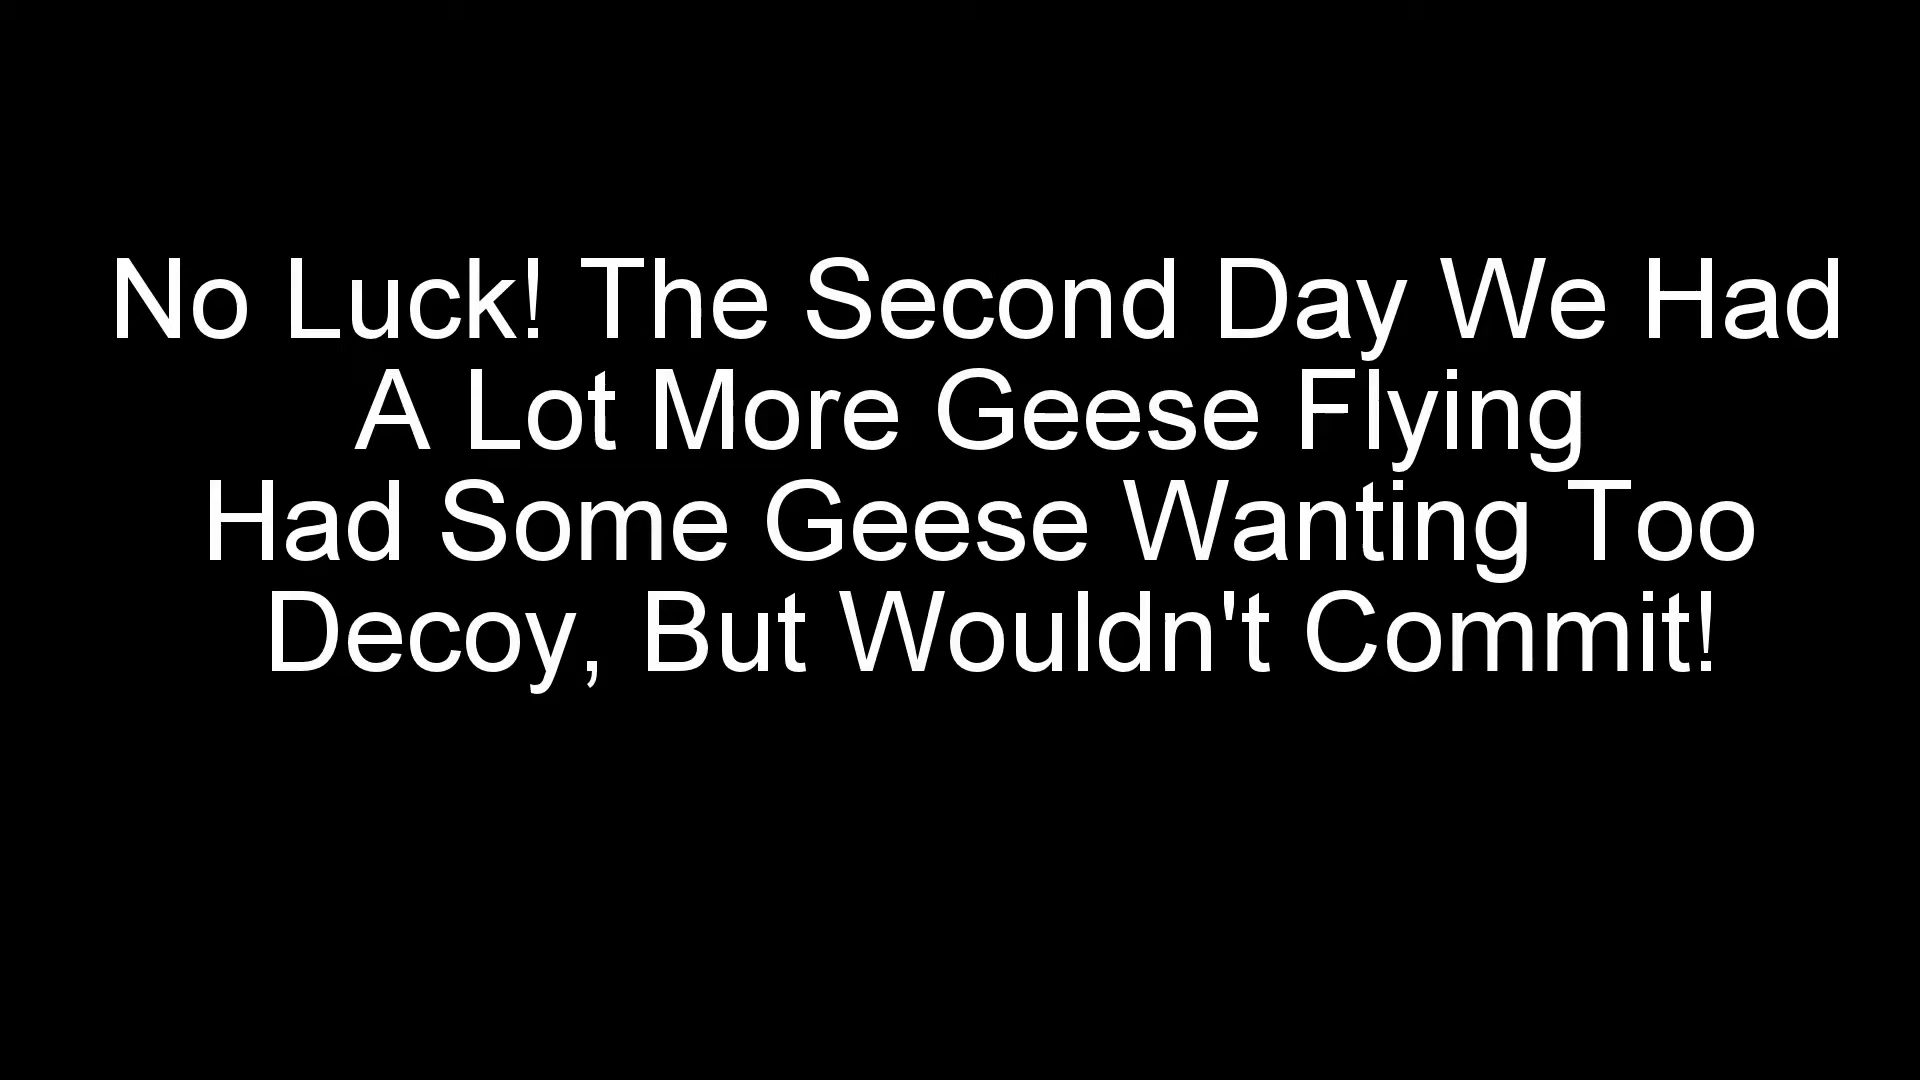 No Luck! The Second Day We Had
A Lot More Geese Flying
Had Some Geese Wanting Too
Decoy, But Wouldn't Commit!